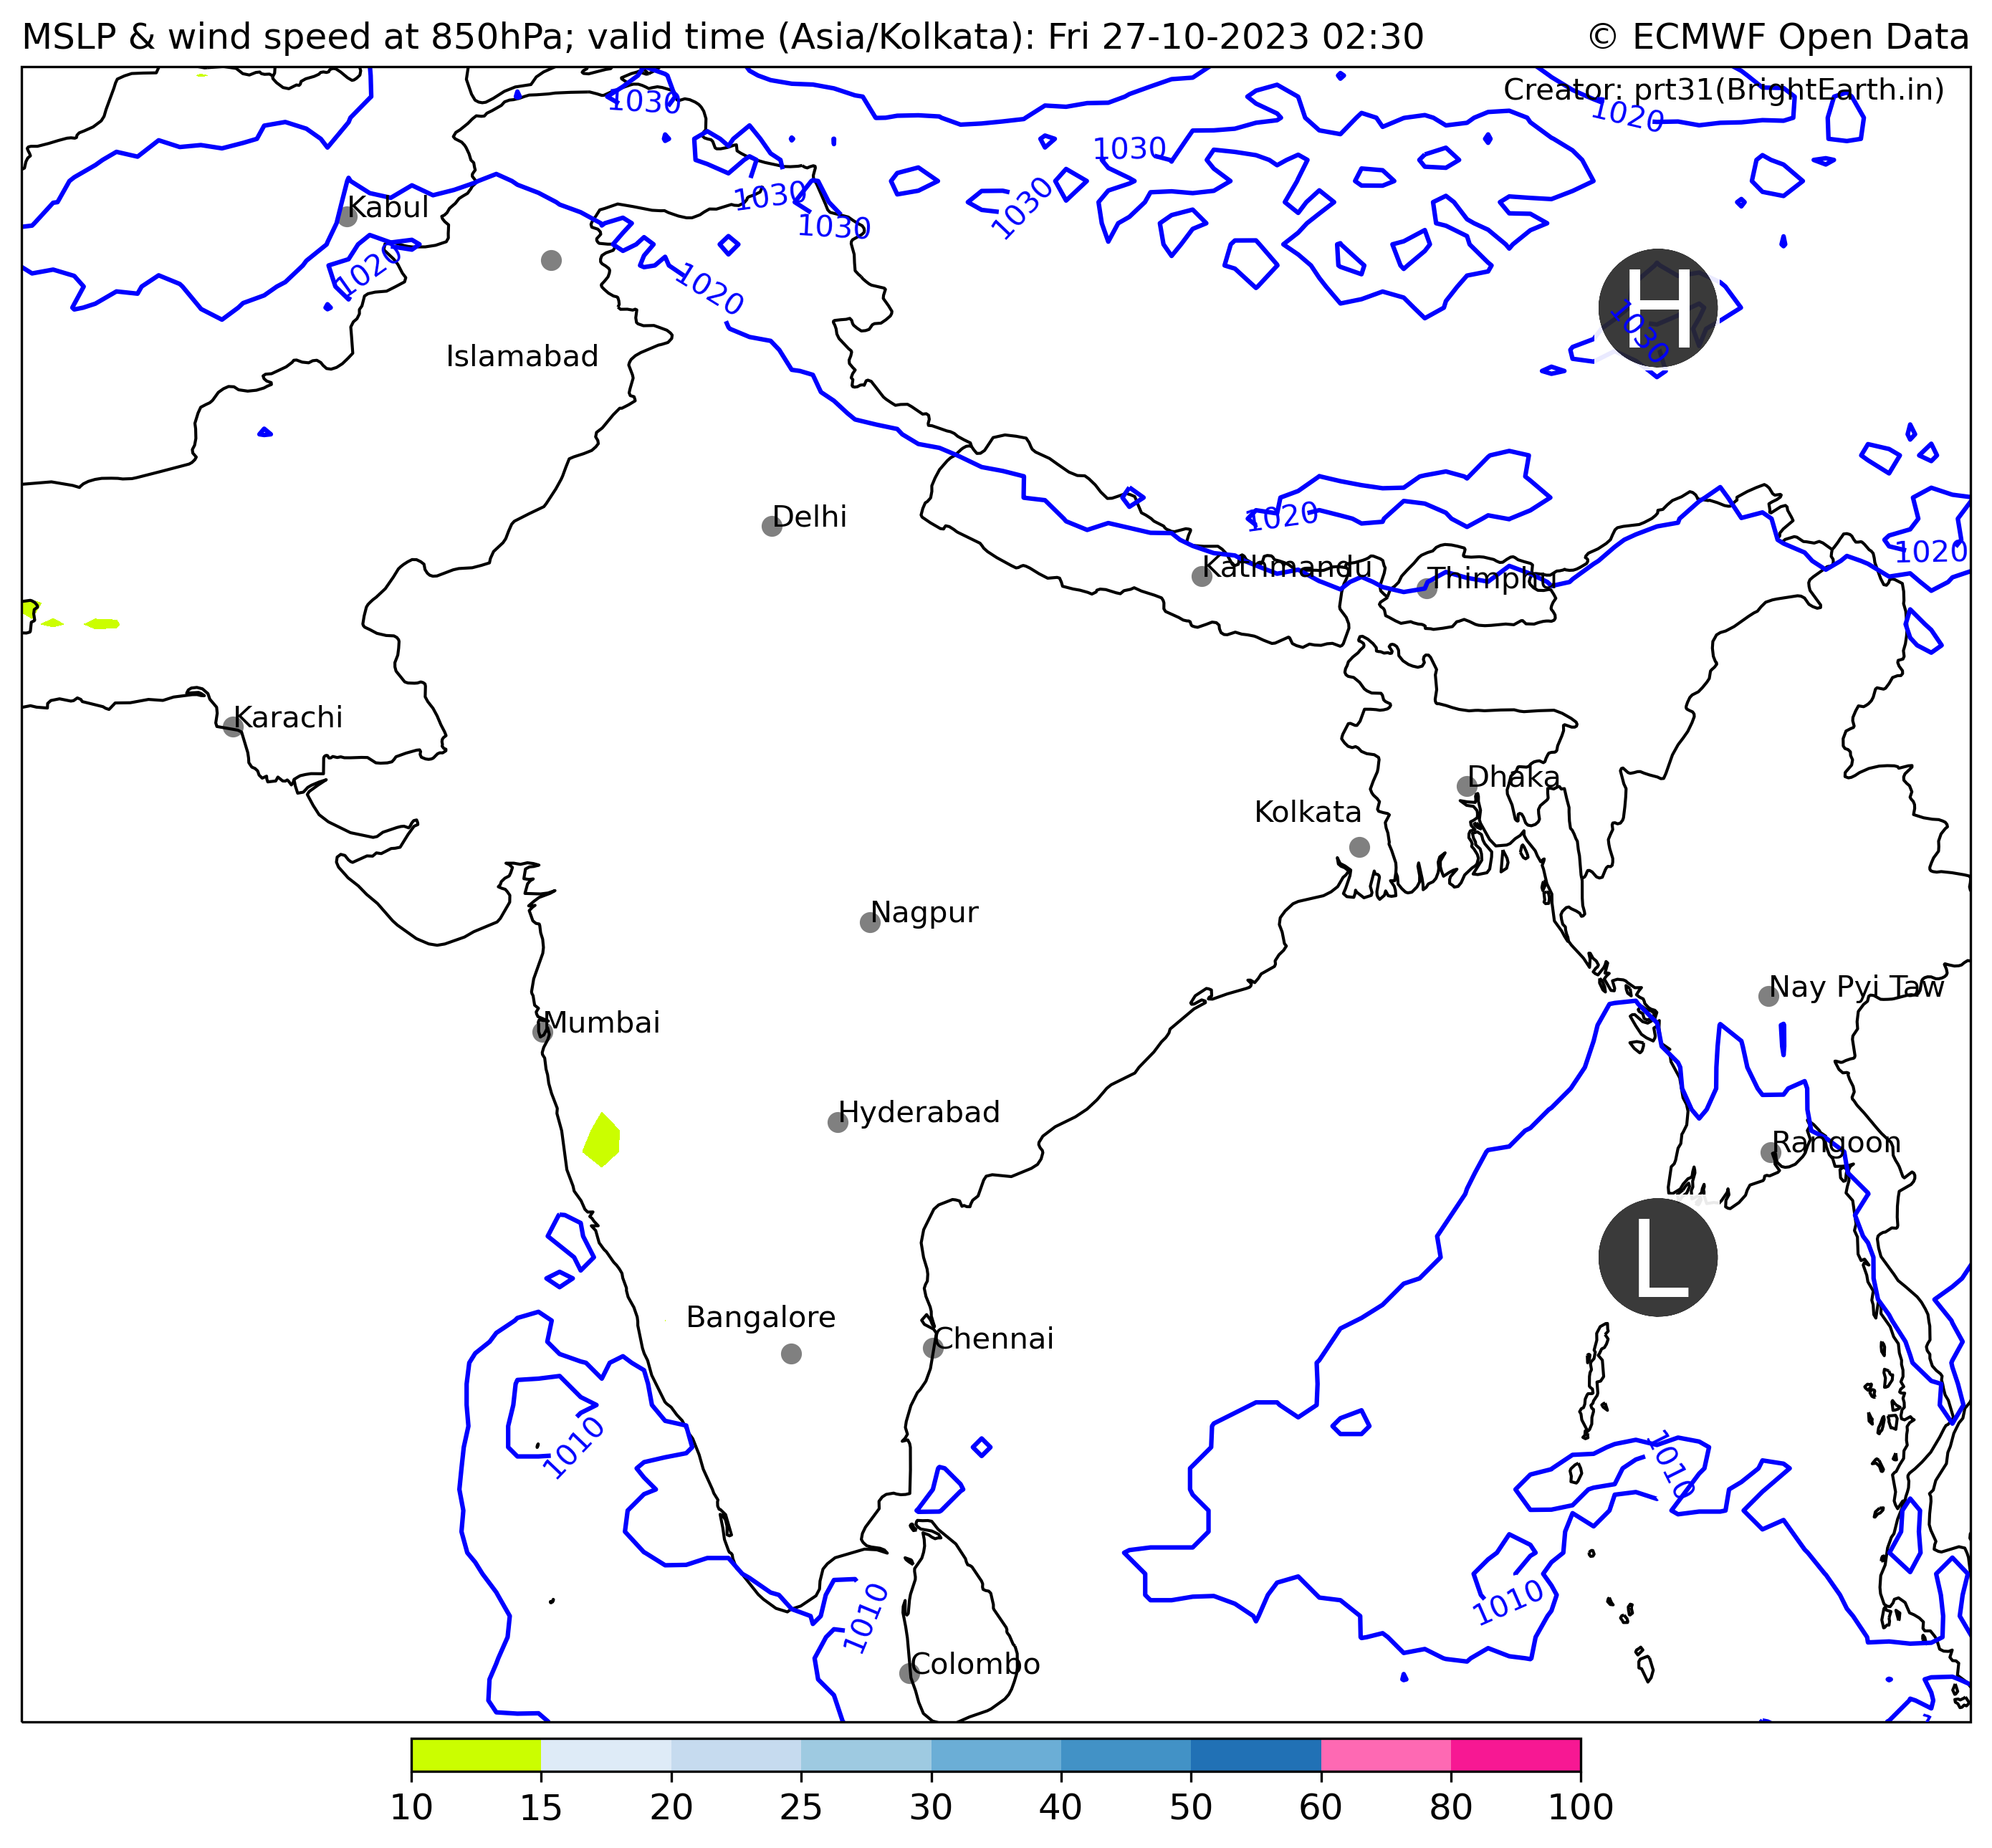 MSLP & wind speed at 850hPa; valid time (Asia/Kolkata): Fri 27-10-2023 02:30
© ECMWF Open Data
Creator: prt31(BrightEarth.in)
1030
1020
1030
1030
1030
1030
Kabul
1020
1020
H
1030
Islamabad
Delhi
1020
1020
Kathmandu
Thimphu
Karachi
Dhaka
Kolkata
Nagpur
Nay Pyi Taw
Mumbai
Hyderabad
Rangoon
L
Bangalore
Chennai
1010
1010
1010
1010
Colombo
10 15 20 25 30 40 50 60 80 100